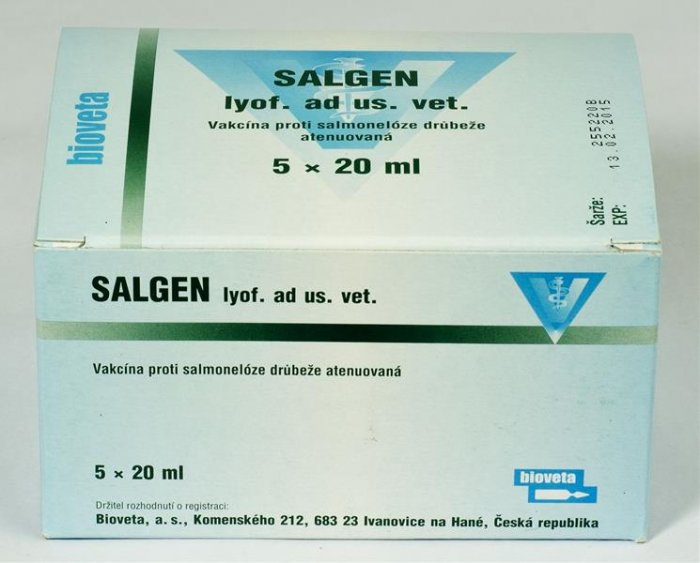 bioveta
SALGEN
lyof. ad us. vet.
Vakcína proti salmonelóze drůbeže
atenuovaná
5 × 20 ml
Šarže: 255220B
EXP: 13.02.2015
SALGEN lyof. ad us. vet.
Vakcína proti salmonelóze drůbeže atenuovaná
5 × 20 ml
bioveta
Držitel rozhodnutí o registraci:
Bioveta, a. s., Komenského 212, 683 23 Ivanovice na Hané, Česká republika